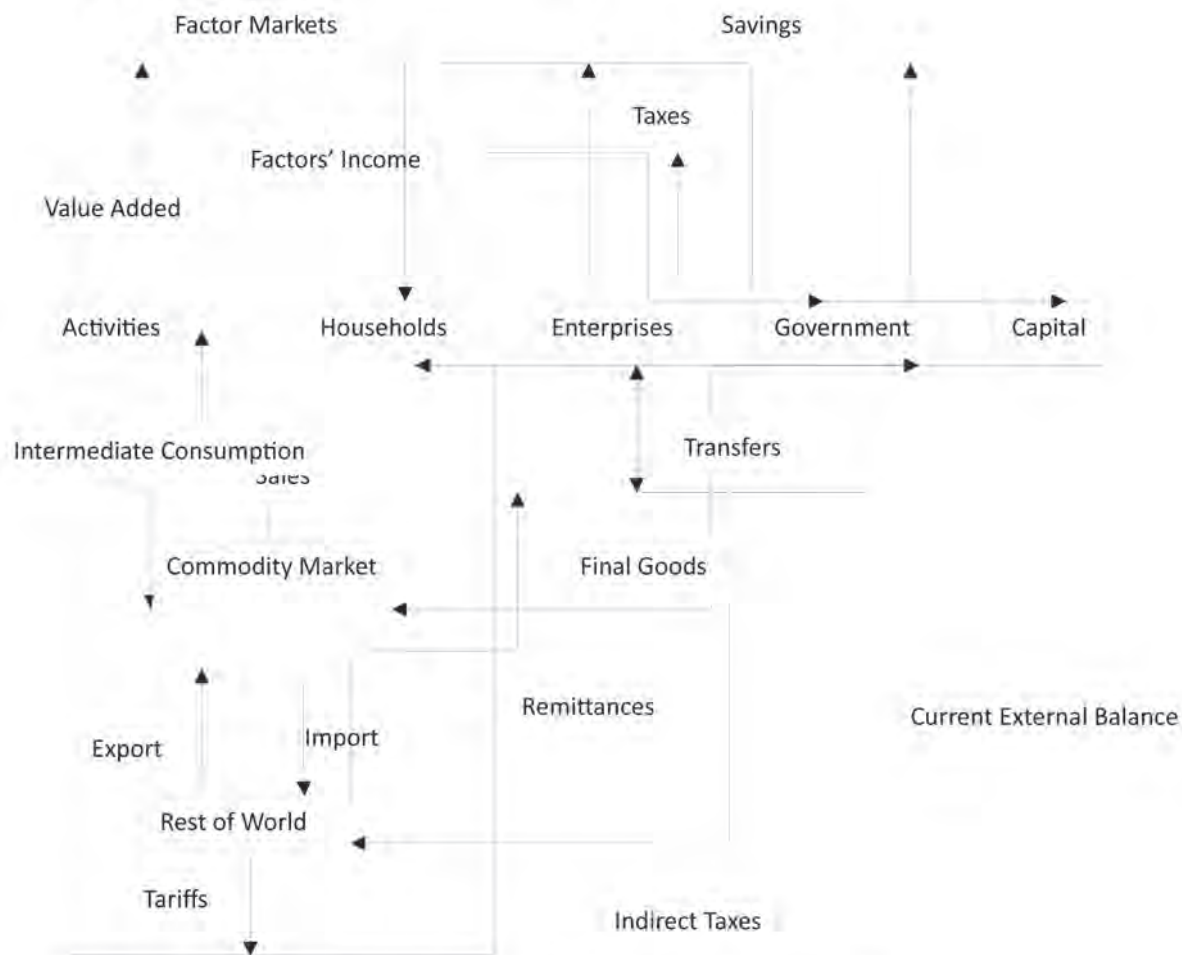 Factor Markets
Savings
Taxes
Factors' Income
Value Added
Activities
Households
Enterprises
Government
Capital
Intermediate Consumption
Transfers
Sales
Commodity Market
Final Goods
Remittances
Current External Balance
Import
Export
Rest of World
Tariffs
Indirect Taxes